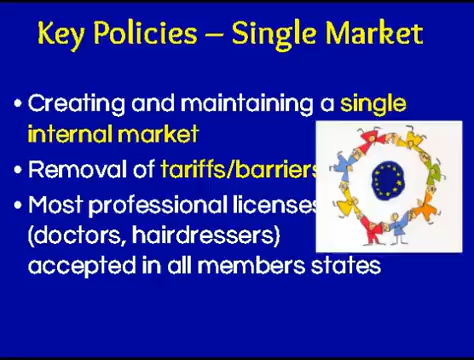 Key Policies – Single Market
• Creating and maintaining a single
internal market
• Removal of tariffs/barriers
• Most professional licenses
(doctors, hairdressers)
accepted in all members states